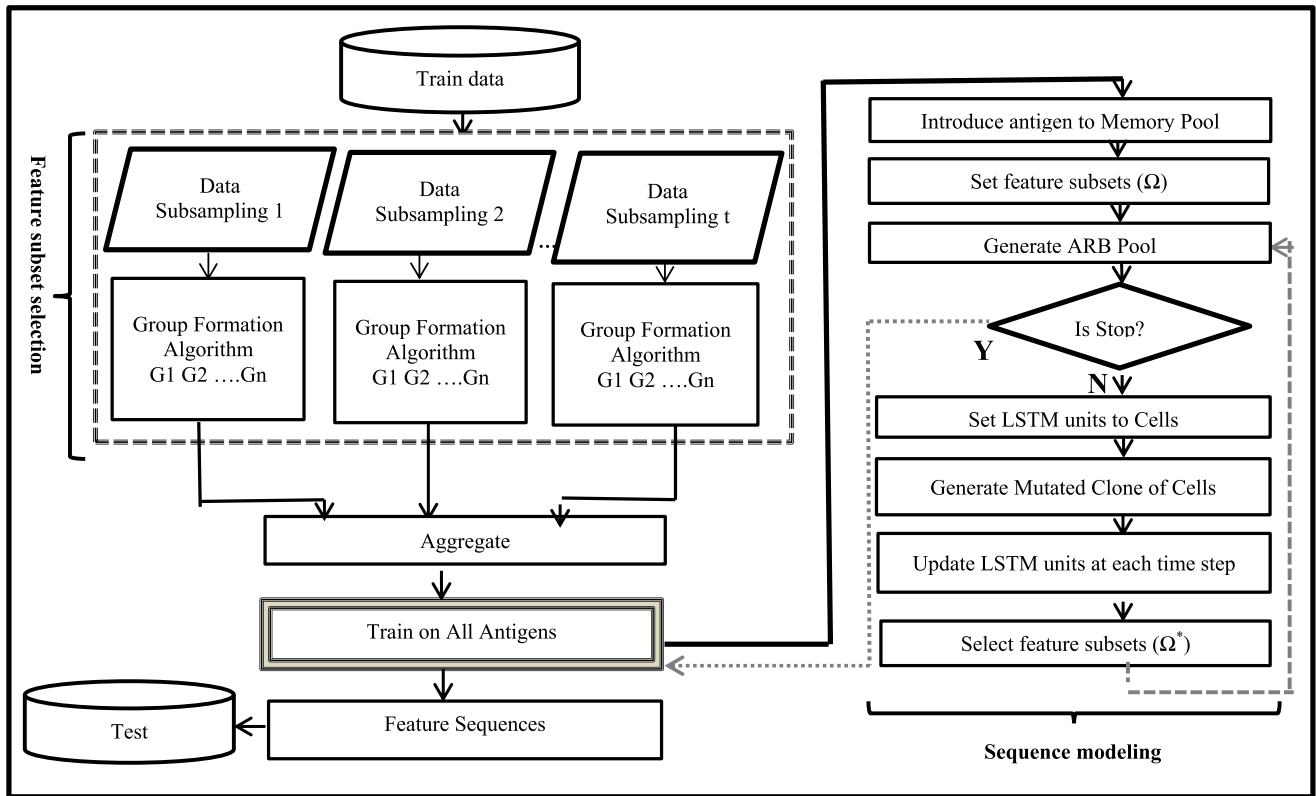 Train data
Feature subset selection
Data
Subsampling 1
Data
Subsampling 2
...
Data
Subsampling t
Group Formation
Algorithm
G1 G2 ….Gn
Group Formation
Algorithm
G1 G2 ….Gn
Group Formation
Algorithm
G1 G2 ….Gn
Aggregate
Train on All Antigens
Feature Sequences
Test
Introduce antigen to Memory Pool
Set feature subsets (Ω)
Generate ARB Pool
Is Stop?
Y
N
Set LSTM units to Cells
Generate Mutated Clone of Cells
Update LSTM units at each time step
Select feature subsets (Ω*)
Sequence modeling